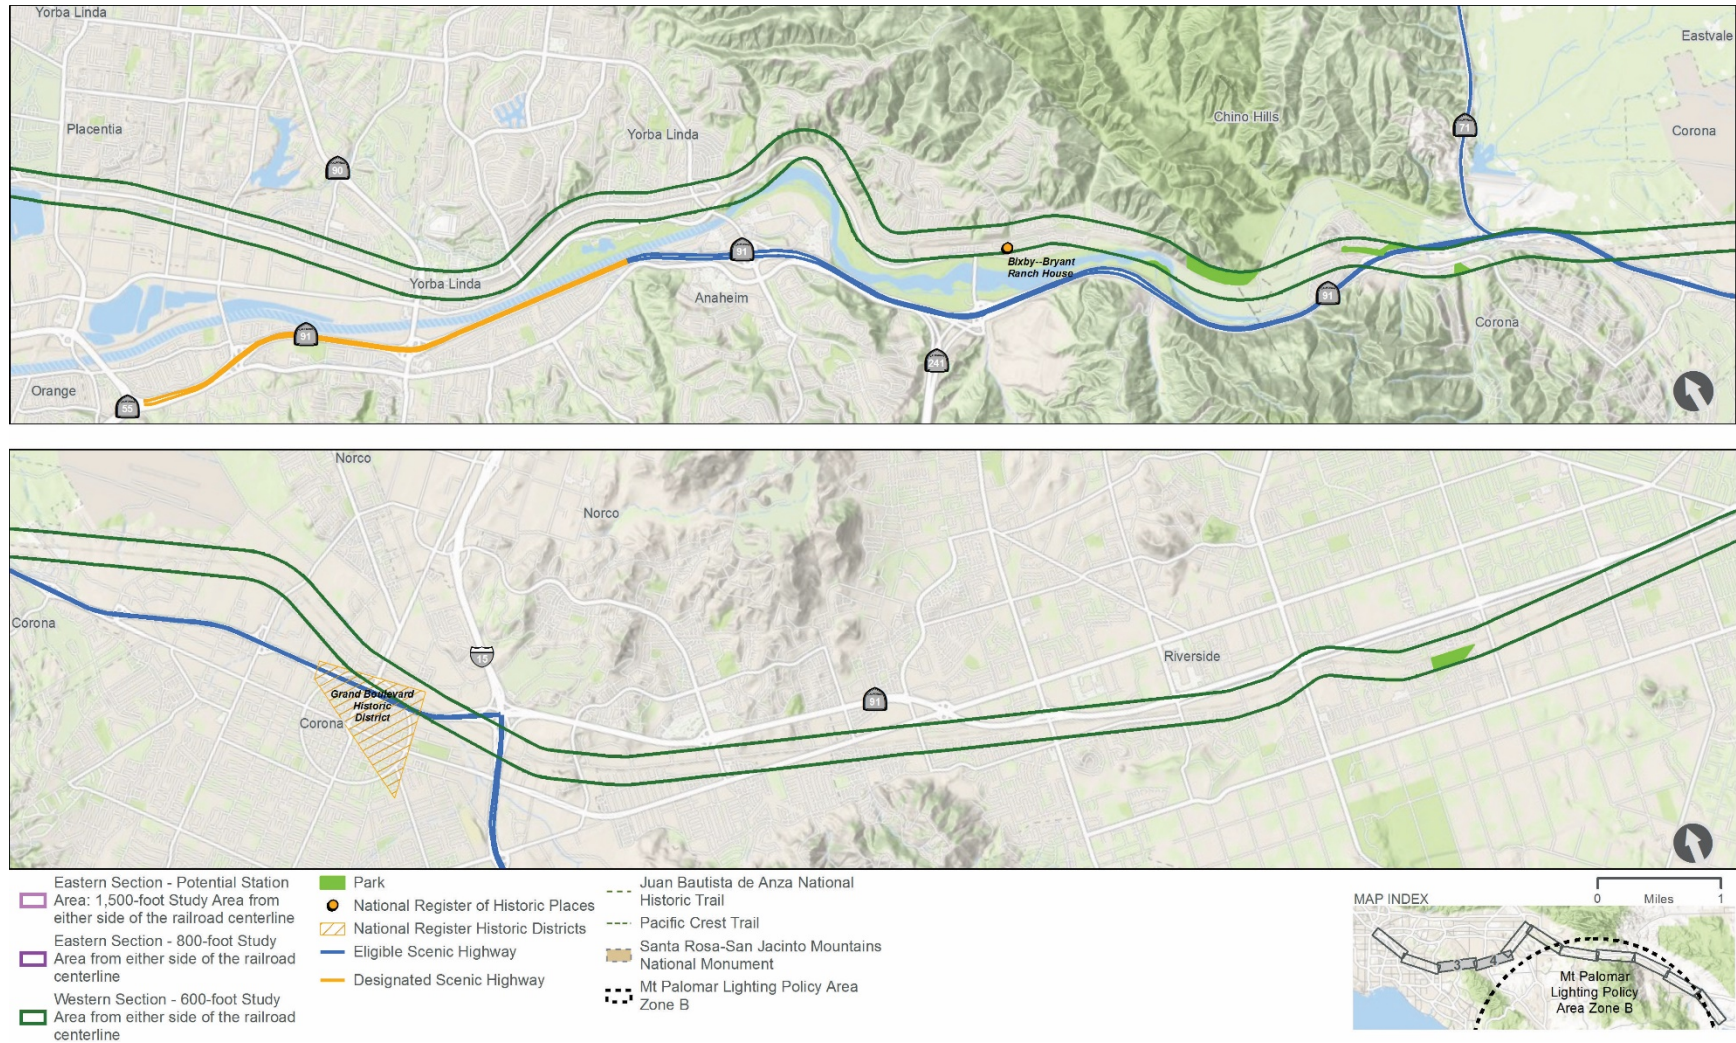 Yorba Linda
Eastvale
Placentia
90
Yorba Linda
Chino Hills
71
Corona
91
Bixby--Bryant
Ranch House
Yorba Linda
Anaheim
91
91
Corona
241
Orange
55
Norco
Norco
Corona
15
Riverside
Grand Boulevard
Historic
District
Corona
91
Eastern Section - Potential Station
Area: 1,500-foot Study Area from
either side of the railroad centerline
Eastern Section - 800-foot Study
Area from either side of the railroad
centerline
Western Section - 600-foot Study
Area from either side of the railroad
centerline
Park
National Register of Historic Places
National Register Historic Districts
Eligible Scenic Highway
Designated Scenic Highway
Juan Bautista de Anza National
Historic Trail
Pacific Crest Trail
Santa Rosa-San Jacinto Mountains
National Monument
Mt Palomar Lighting Policy Area
Zone B
0 Miles 1
MAP INDEX
3 4
Mt Palomar
Lighting Policy
Area Zone B